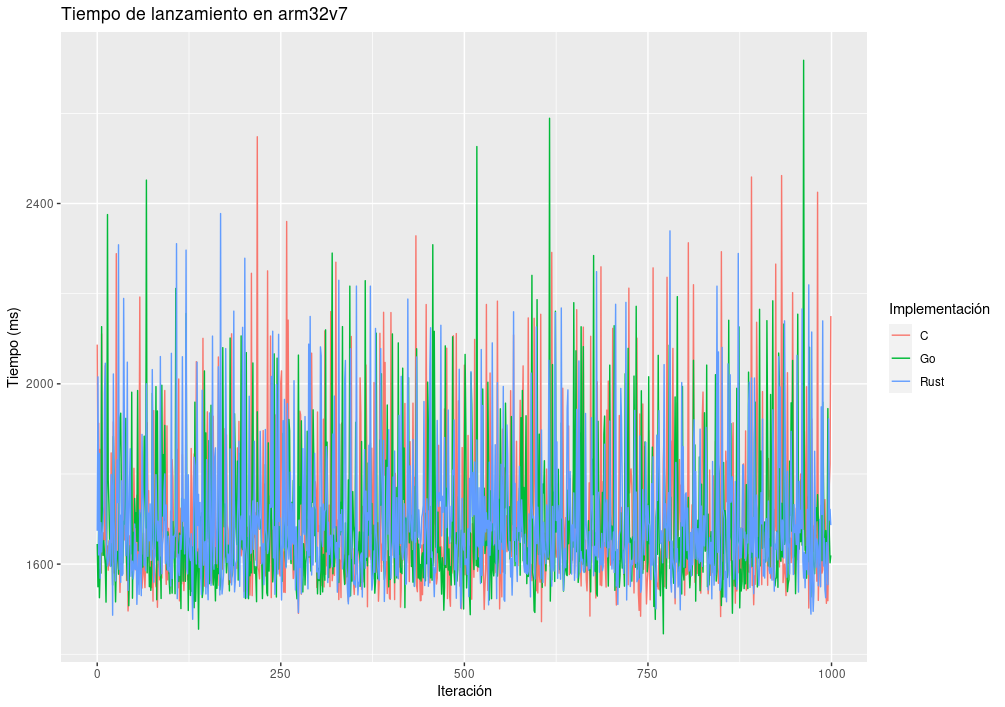 Tiempo de lanzamiento en arm32v7
Tiempo (ms)
2400
2000
1600
0
250
500
750
1000
Iteración
Implementación
C
Go
Rust